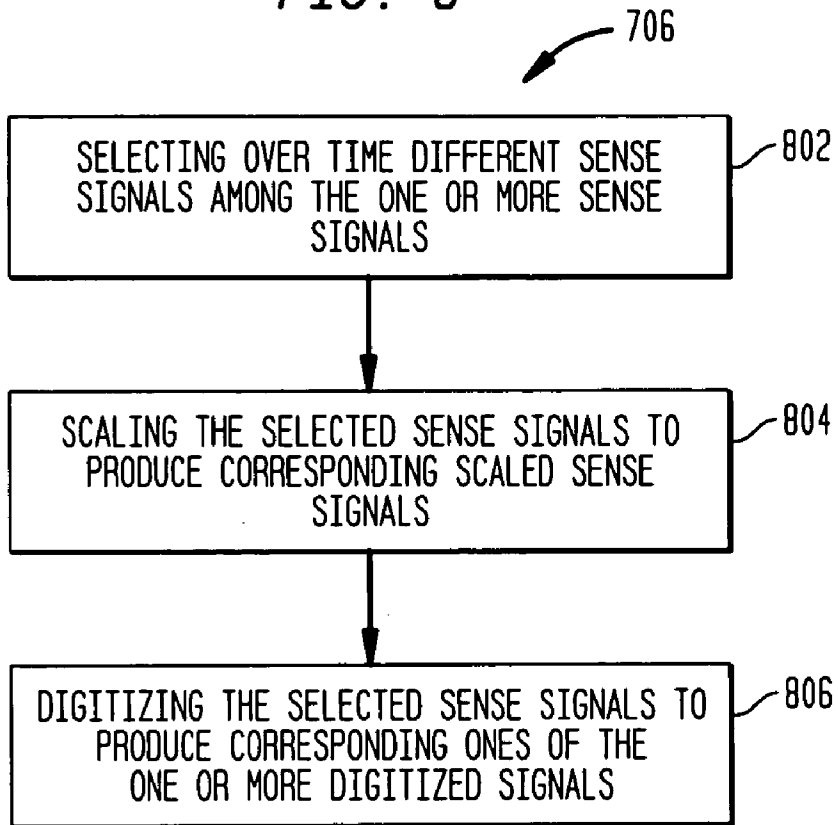 706
SELECTING OVER TIME DIFFERENT SENSE
SIGNALS AMONG THE ONE OR MORE SENSE
SIGNALS
802
SCALING THE SELECTED SENSE SIGNALS TO
PRODUCE CORRESPONDING SCALED SENSE
SIGNALS
804
DIGITIZING THE SELECTED SENSE SIGNALS TO
PRODUCE CORRESPONDING ONES OF THE
ONE OR MORE DIGITIZED SIGNALS
806